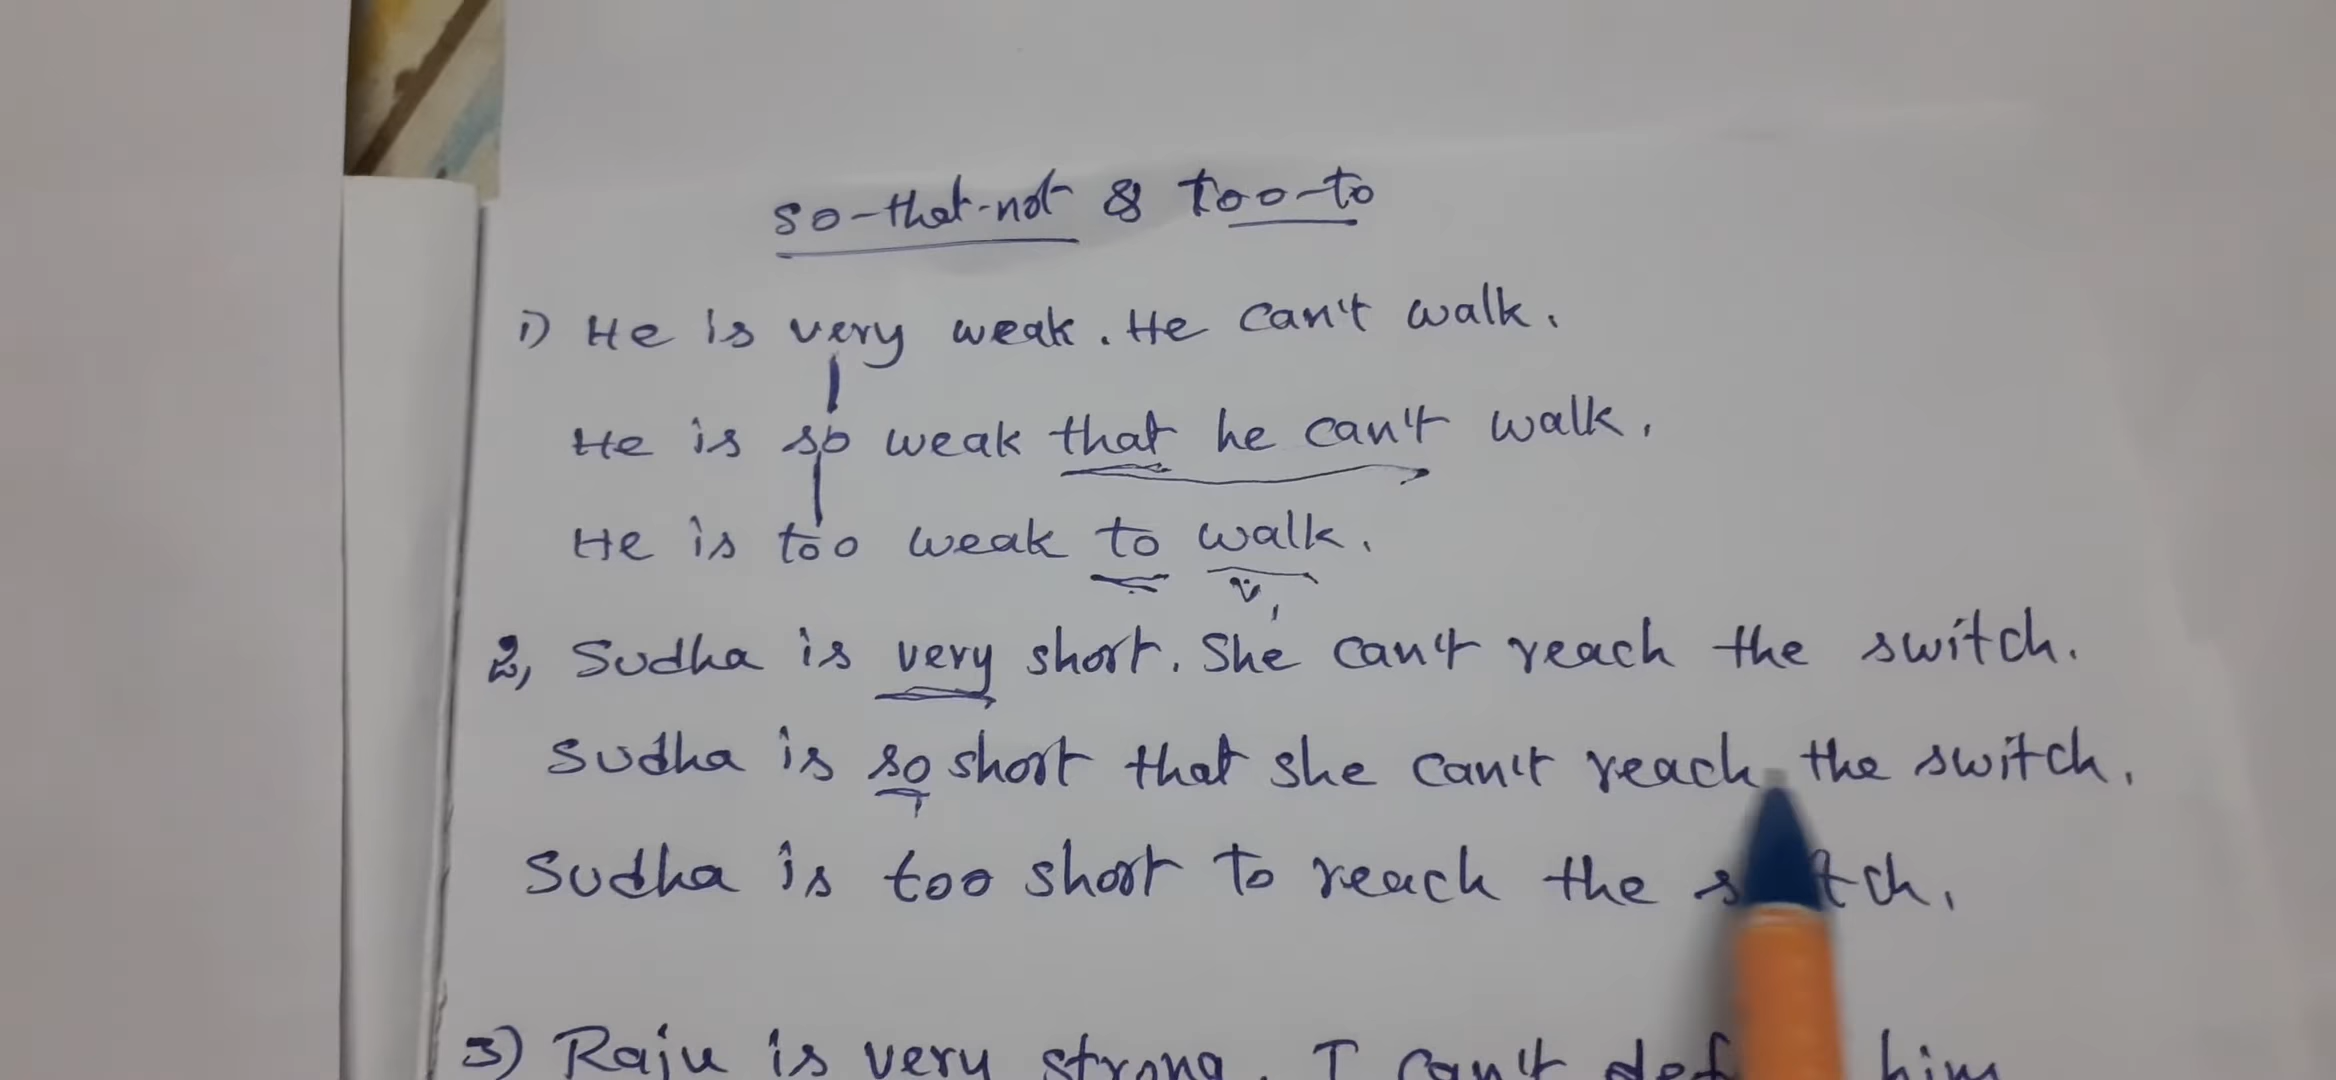 so-that-not & Too-to
1) He is very weak. He can't walk.
He is so weak that he can't walk.
He is too weak to walk.
2, Sudha is very short. She can't reach the switch.
Sudha is so short that she can't reach the switch.
Sudha is too short to reach the
3) Raju is very strong. I can't him